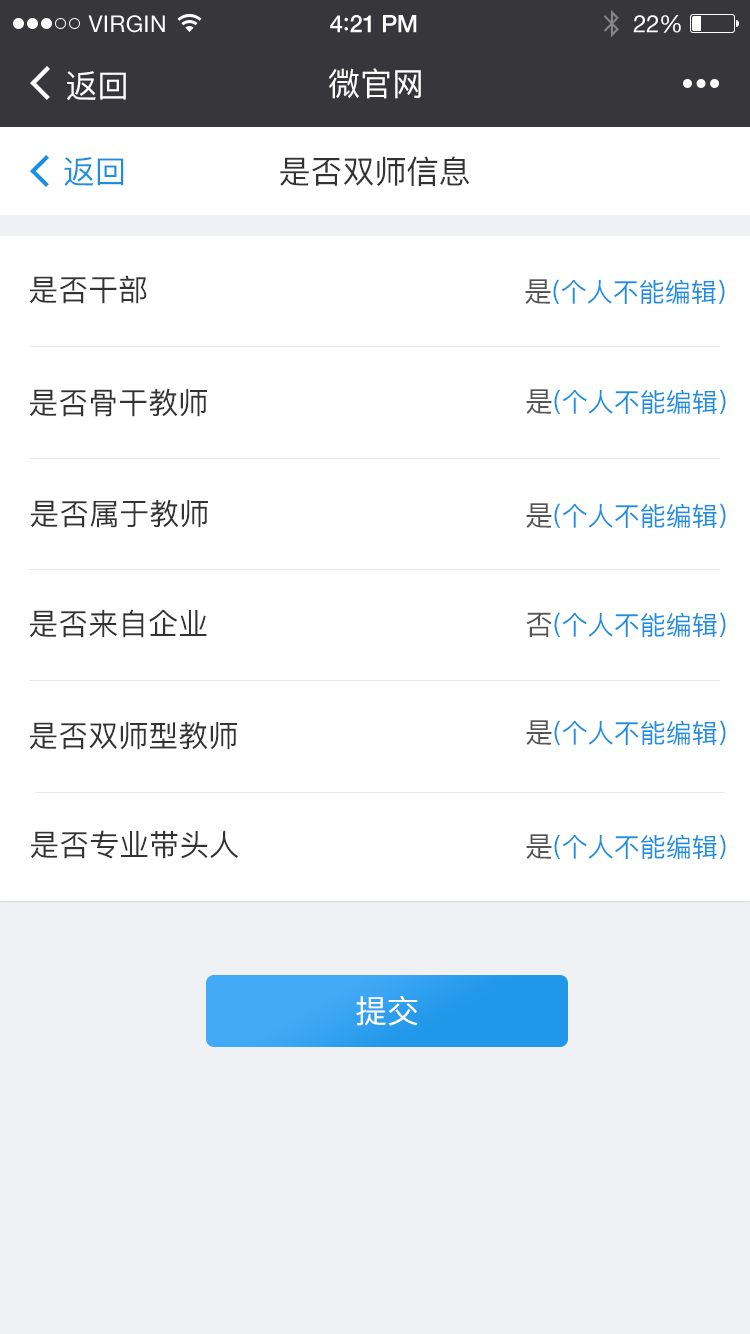 VIRGIN 4:21 PM 22%
返回 微官网
返回 是否双师信息
是否干部 是(个人不能编辑)
是否骨干教师 是(个人不能编辑)
是否属于教师 是(个人不能编辑)
是否来自企业 否(个人不能编辑)
是否双师型教师 是(个人不能编辑)
是否专业带头人 是(个人不能编辑)
提交